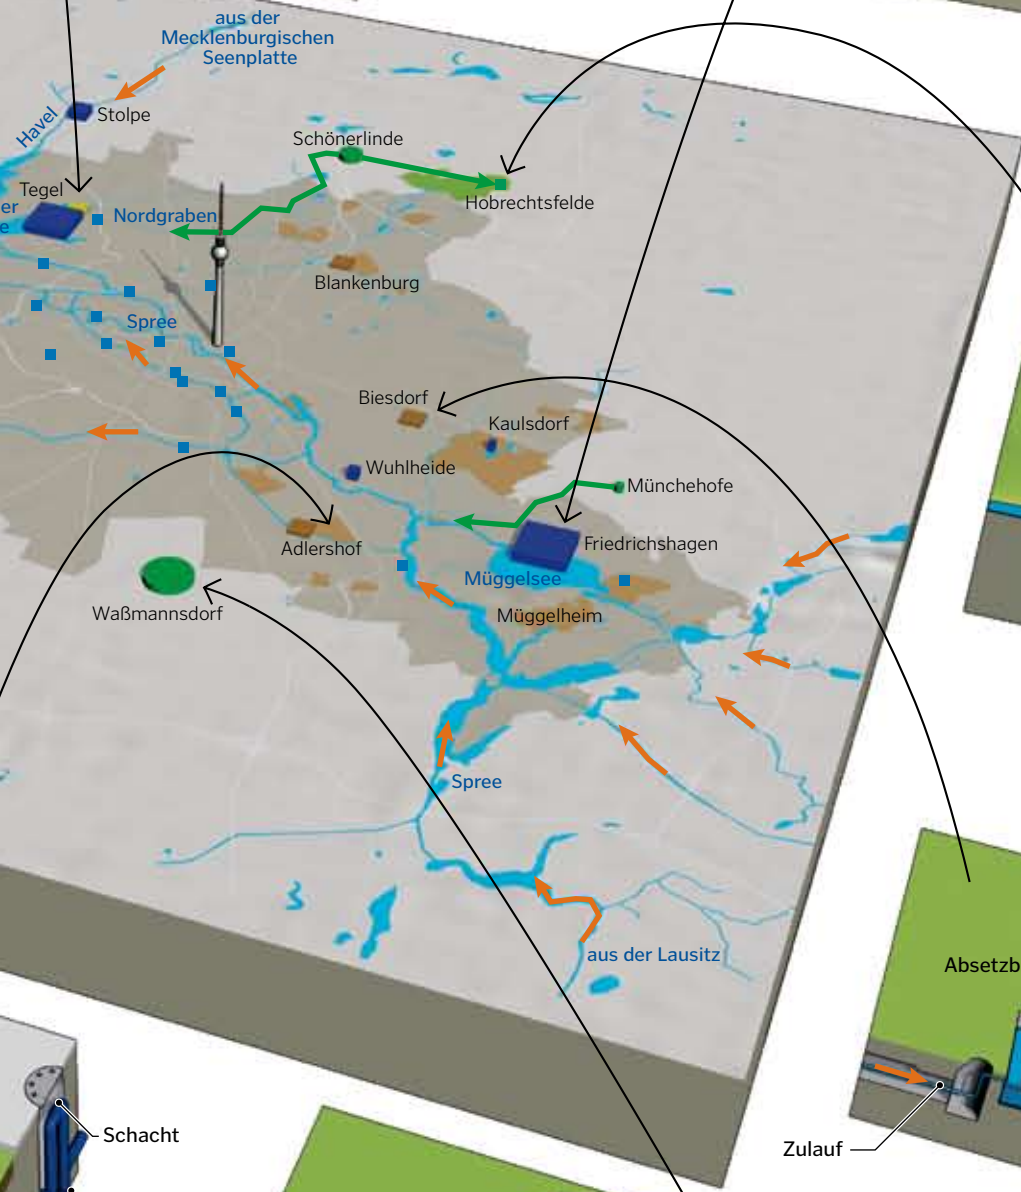 aus der
Mecklenburgischen
Seenplatte
Havel
Stolpe
Schönerlinde
Tegel
Hobrechtsfelde
er
e
Nordgraben
Blankenburg
Spree
Biesdorf
Kaulsdorf
Wuhlheide
Münchehofe
Adlershof
Friedrichshagen
Müggelsee
Waßmannsdorf
Müggelheim
Spree
aus der Lausitz
Absetzb
Schacht
Zulauf